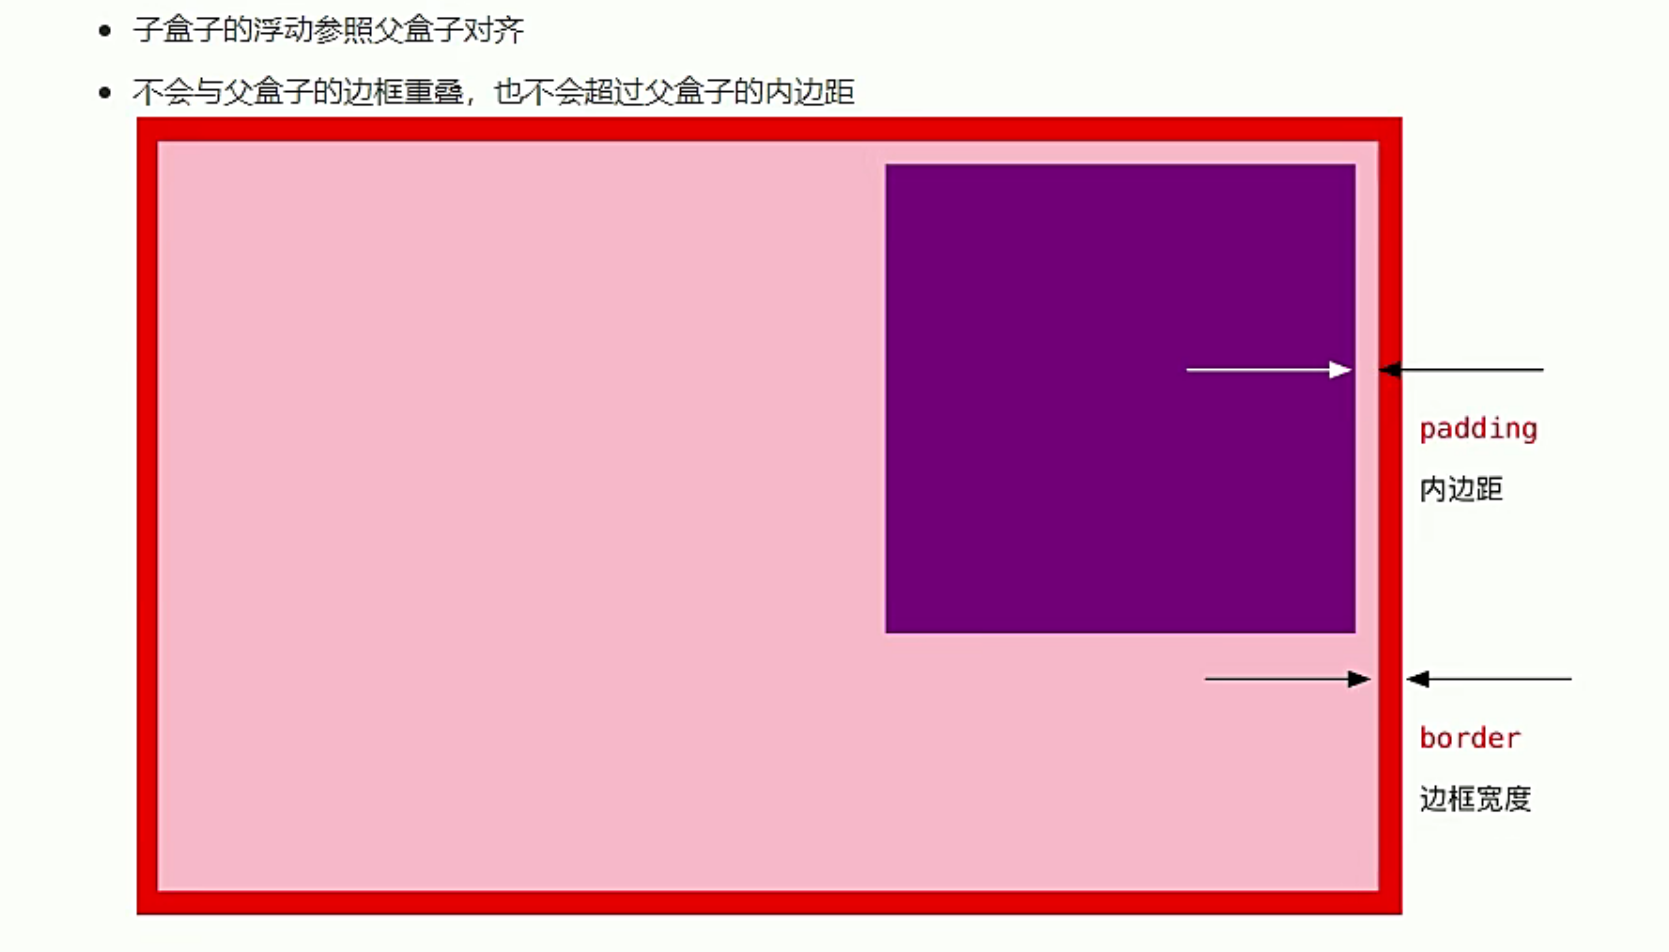 子盒子的浮动参照父盒子对齐
不会与父盒子的边框重叠，也不会超过父盒子的内边距
padding
内边距
border
边框宽度